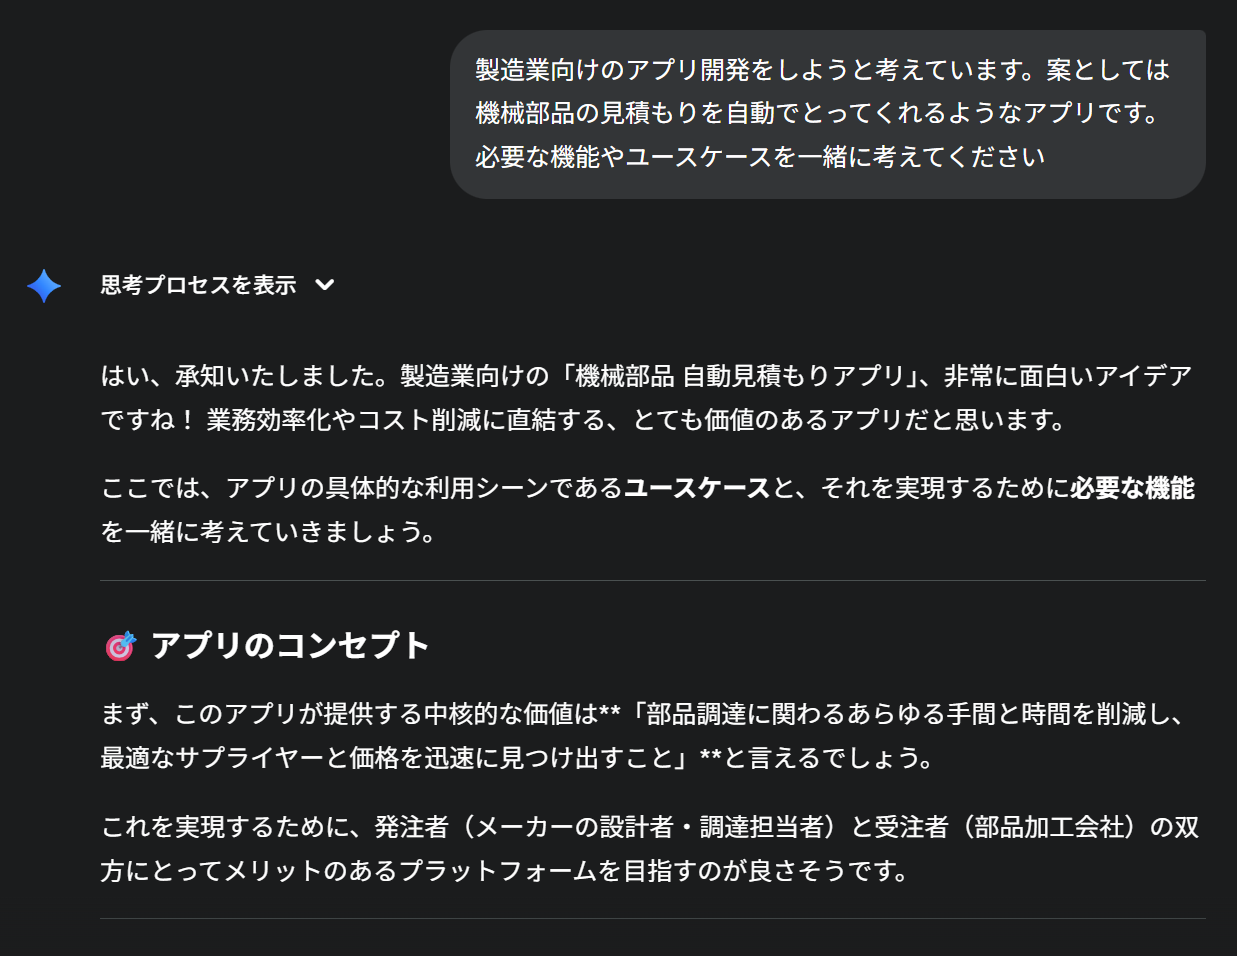 製造業向けのアプリ開発をしようと考えています。案としては
機械部品の見積もりを自動でとってくれるようなアプリです。
必要な機能やユースケースを一緒に考えてください
思考プロセスを表示
はい、承知いたしました。製造業向けの「機械部品 自動見積もりアプリ」、非常に面白いアイデア
ですね！ 業務効率化やコスト削減に直結する、とても価値のあるアプリだと思います。
ここでは、アプリの具体的な利用シーンであるユースケースと、それを実現するために必要な機能
を一緒に考えていきましょう。
🎯 アプリのコンセプト
まず、このアプリが提供する中核的な価値は**「部品調達に関わるあらゆる手間と時間を削減し、
最適なサプライヤーと価格を迅速に見つけ出すこと」**と言えるでしょう。
これを実現するために、発注者（メーカーの設計者・調達担当者）と受注者（部品加工会社）の双
方にとってメリットのあるプラットフォームを目指すのが良さそうです。